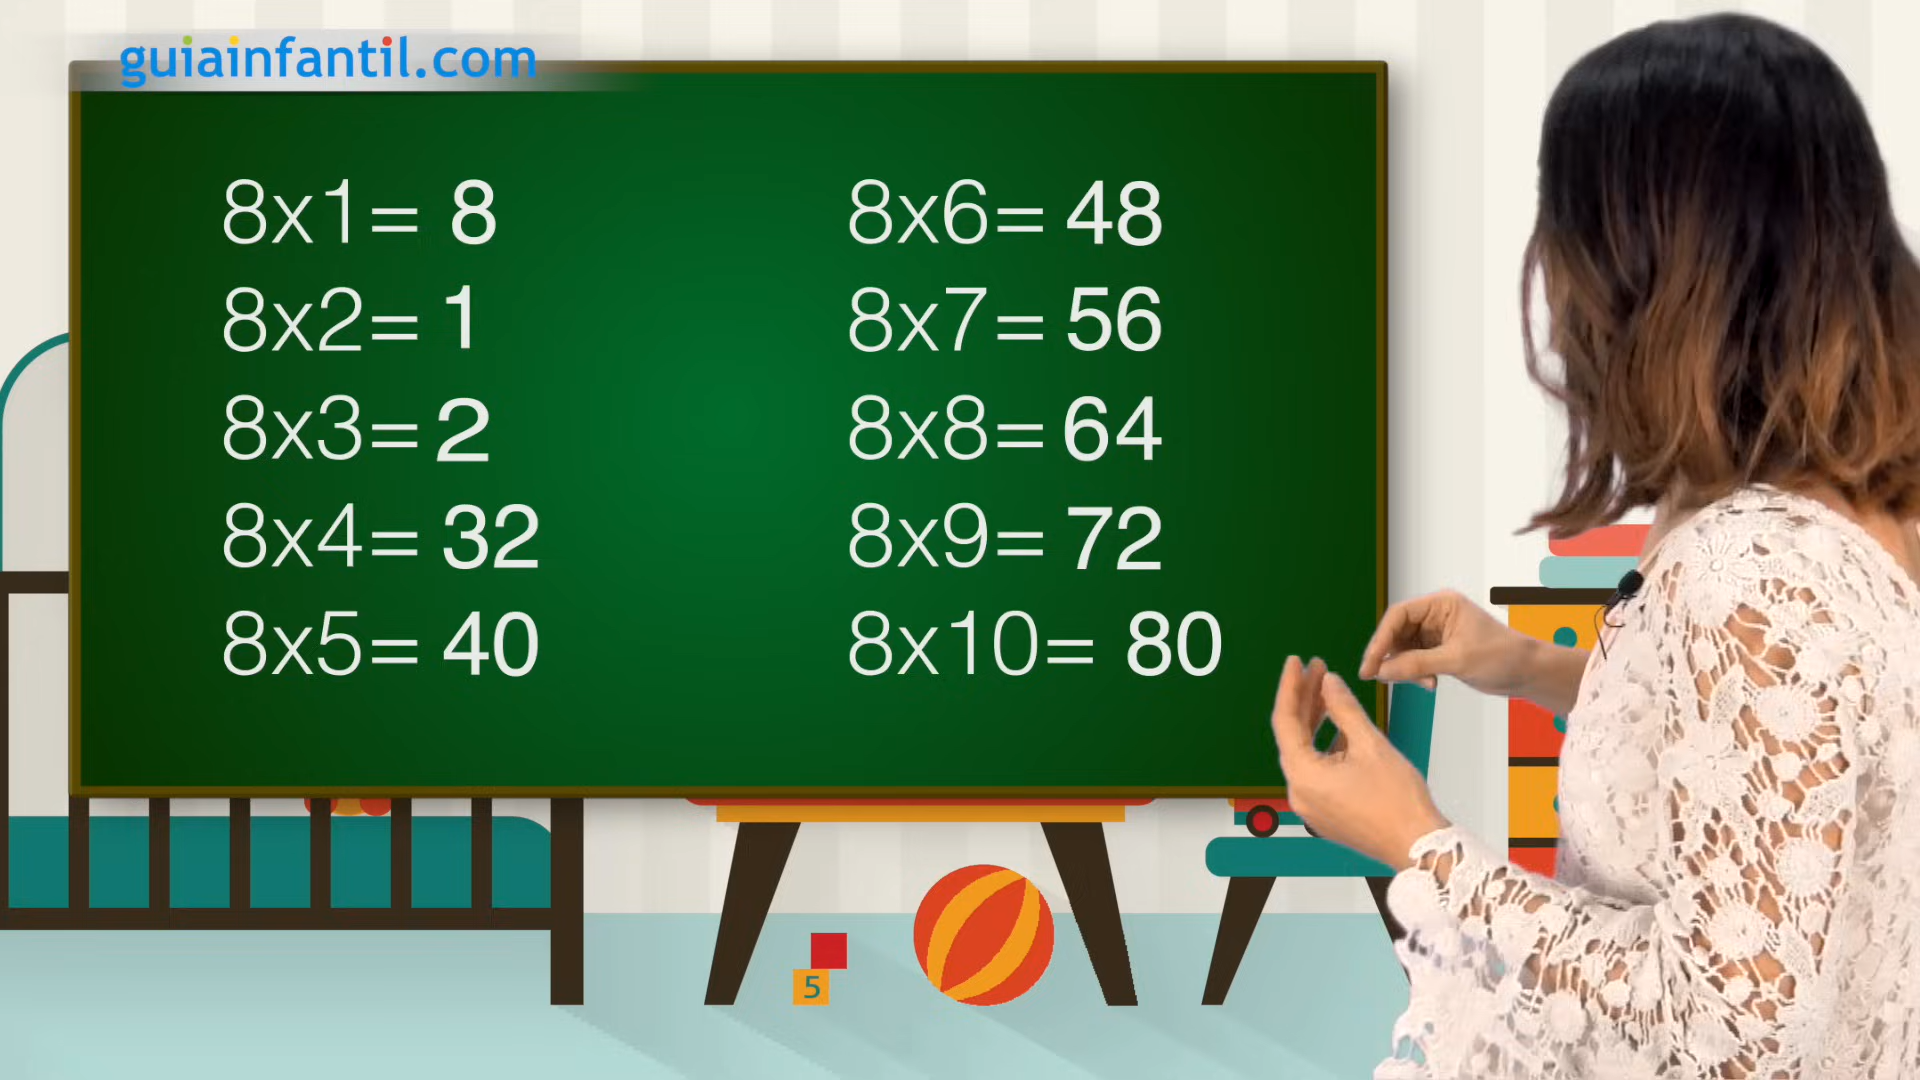 guiainfantil.com
8x1= 8
8x2= 1
8x3= 2
8x4= 32
8x5= 40
8x6= 48
8x7= 56
8x8= 64
8x9= 72
8x10= 80
5